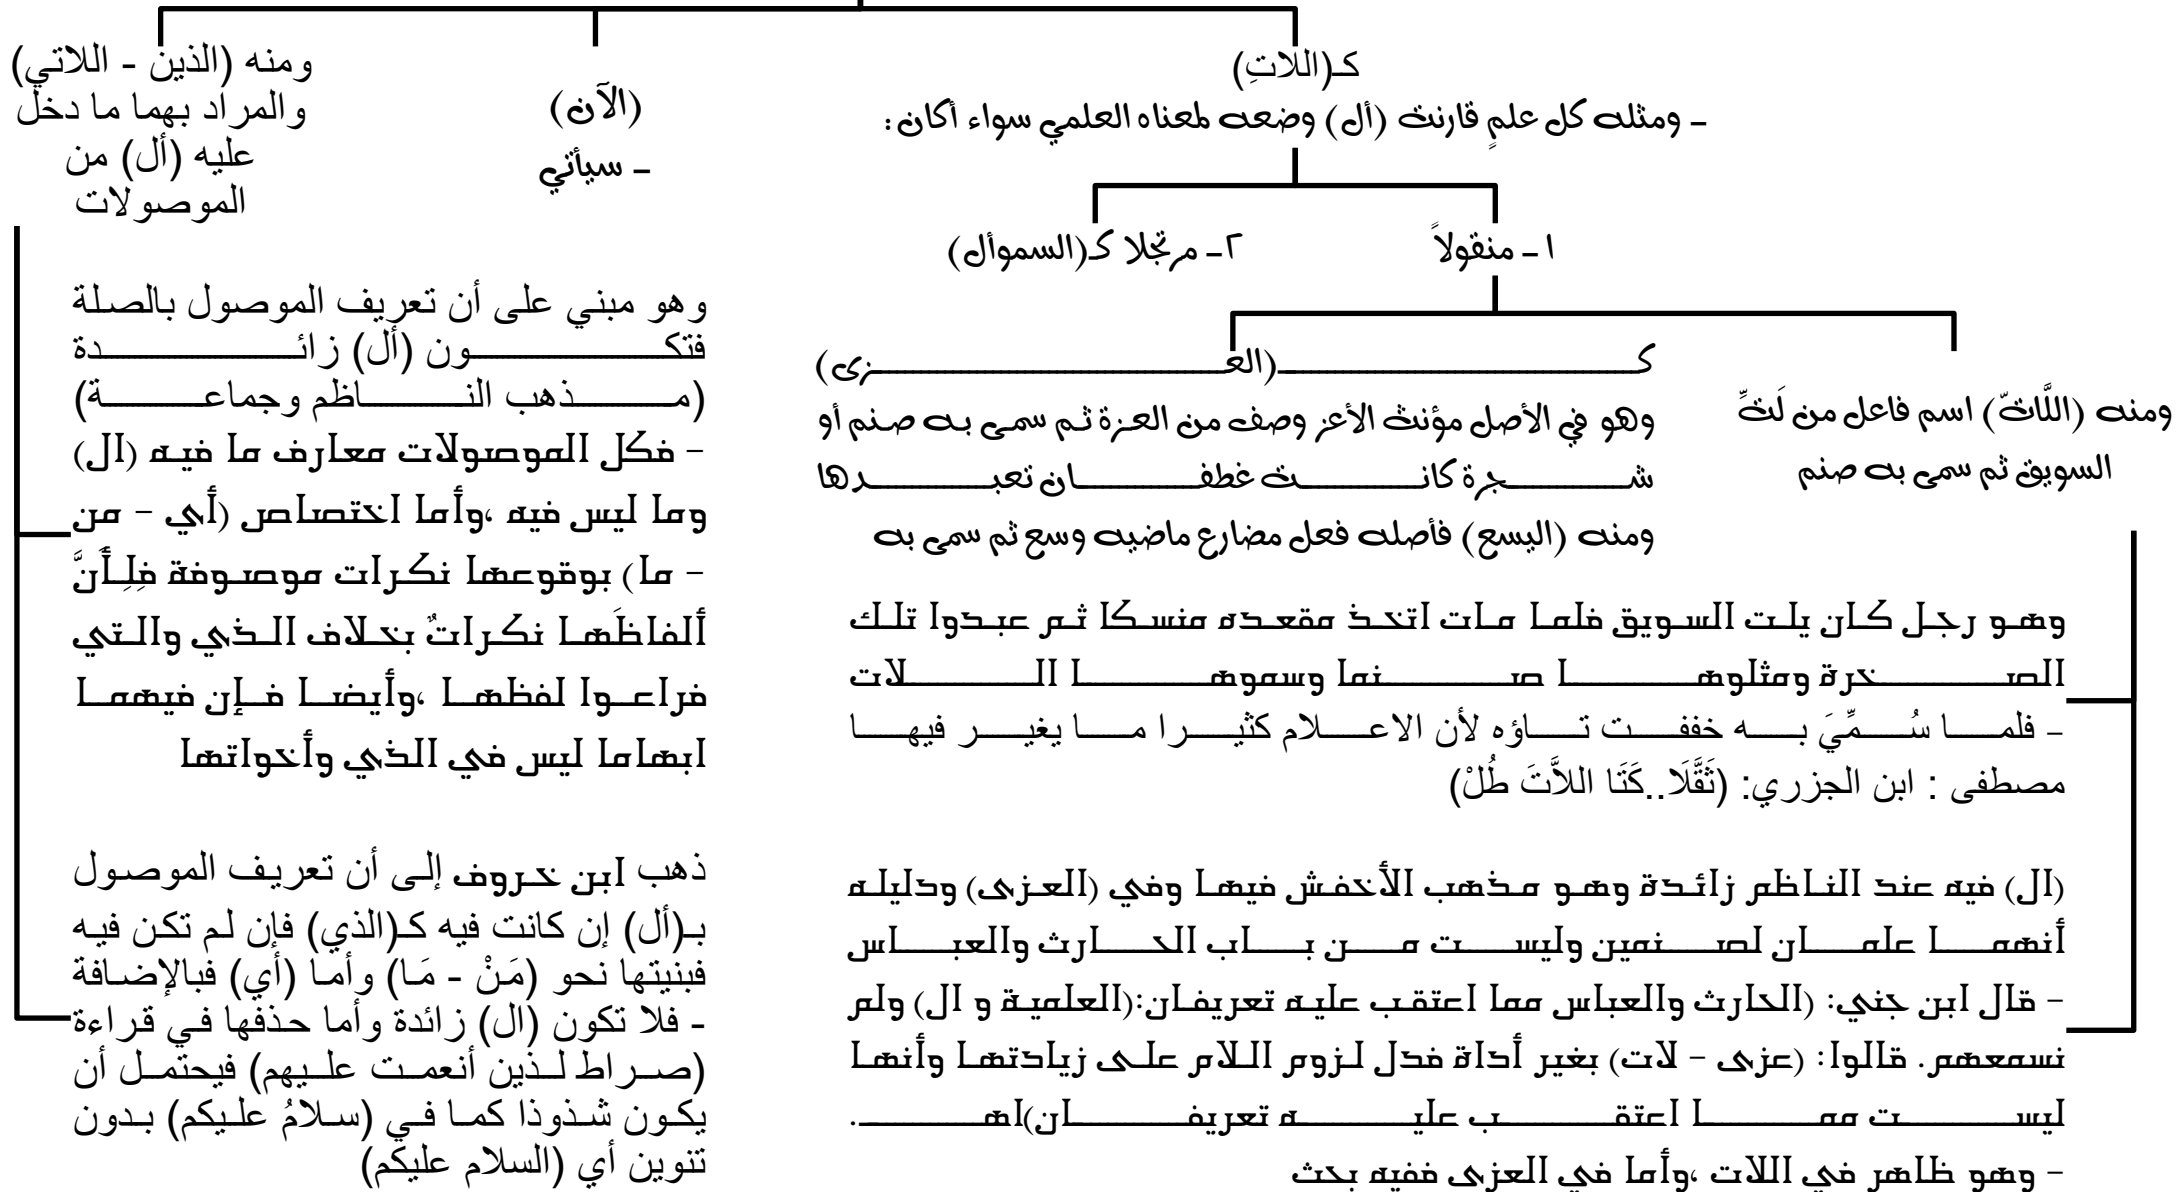 كـ(اللاتِ)
- ومثله كل علمٍ قارنت (أل) وضعه لمعناه العلمي سواء أكان:
١- منقولاً
٢- مرتجلا كـ(السموأل)
ومنه (اللَّاتّ) اسم فاعل من لَتِّ
السويق ثم سمى به صنم
كـ(العزى)
وهو في الأصل مؤنث الأعز وصف من العزة ثم سمى به صنم أو
شجرة كانت غطفان تعبدها
ومنه (اليسع) فأصله فعل مضارع ماضيه وسع ثم سمى به
وهو رجل كان يلت السويق فلما مات اتخذ مقعده منسكا ثم عبدوا تلك
الصخرة ومثلوها صنما وسموها اللات
- فلما سُمِّيَ به خففت تاؤه لأن الاعلام كثيرا ما يغير فيها
مصطفى : ابن الجزري: (ثَقَّلَا..كَتَا اللاَّتَ طُلْ)
(ال) فيه عند الناظم زائدة وهو مذهب الأخفش فيها وفي (العزى) ودليله
أنهما علمان لصنمين وليست من باب الحارث والعباس
- قال ابن جني: (الحارث والعباس مما اعتقب عليه تعريفان:(العلمية و ال) ولم
نسمعهم. قالوا: (عزى - لات) بغير أداة فدل لزوم اللام على زيادتها وأنها
ليست مما اعتقب عليه تعريفان)اهـ.
- وهو ظاهر في اللات ،وأما في العزى ففيه بحث
(الآن)
- سيأتي
ومنه (الذين - اللاتي)
والمراد بهما ما دخل
عليه (أل) من
الموصولات
وهو مبني على أن تعريف الموصول بالصلة
فتكون (أل) زائدة
(مذهب الناظم وجماعة)
- فكل الموصولات معارف ما فيه (ال)
وما ليس فيه ،وأما اختصاص (أي - من
- ما) بوقوعها نكرات موصوفة فِلِأَنَّ
ألفاظَها نكراتٌ بخلاف الذي والتي
فراعوا لفظها ،وأيضا فإن فيهما
ابهاما ليس في الذي وأخواتها
ذهب ابن خروف إلى أن تعريف الموصول
بـ(أل) إن كانت فيه كـ(الذي) فإن لم تكن فيه
فبنيتها نحو (مَنْ - مَا) وأما (أي) فبالإضافة
- فلا تكون (ال) زائدة وأما حذفها في قراءة
(صراط لذين أنعمت عليهم) فيحتمل أن
يكون شذوذا كما في (سلامُ عليكم) بدون
تنوين أي (السلام عليكم)